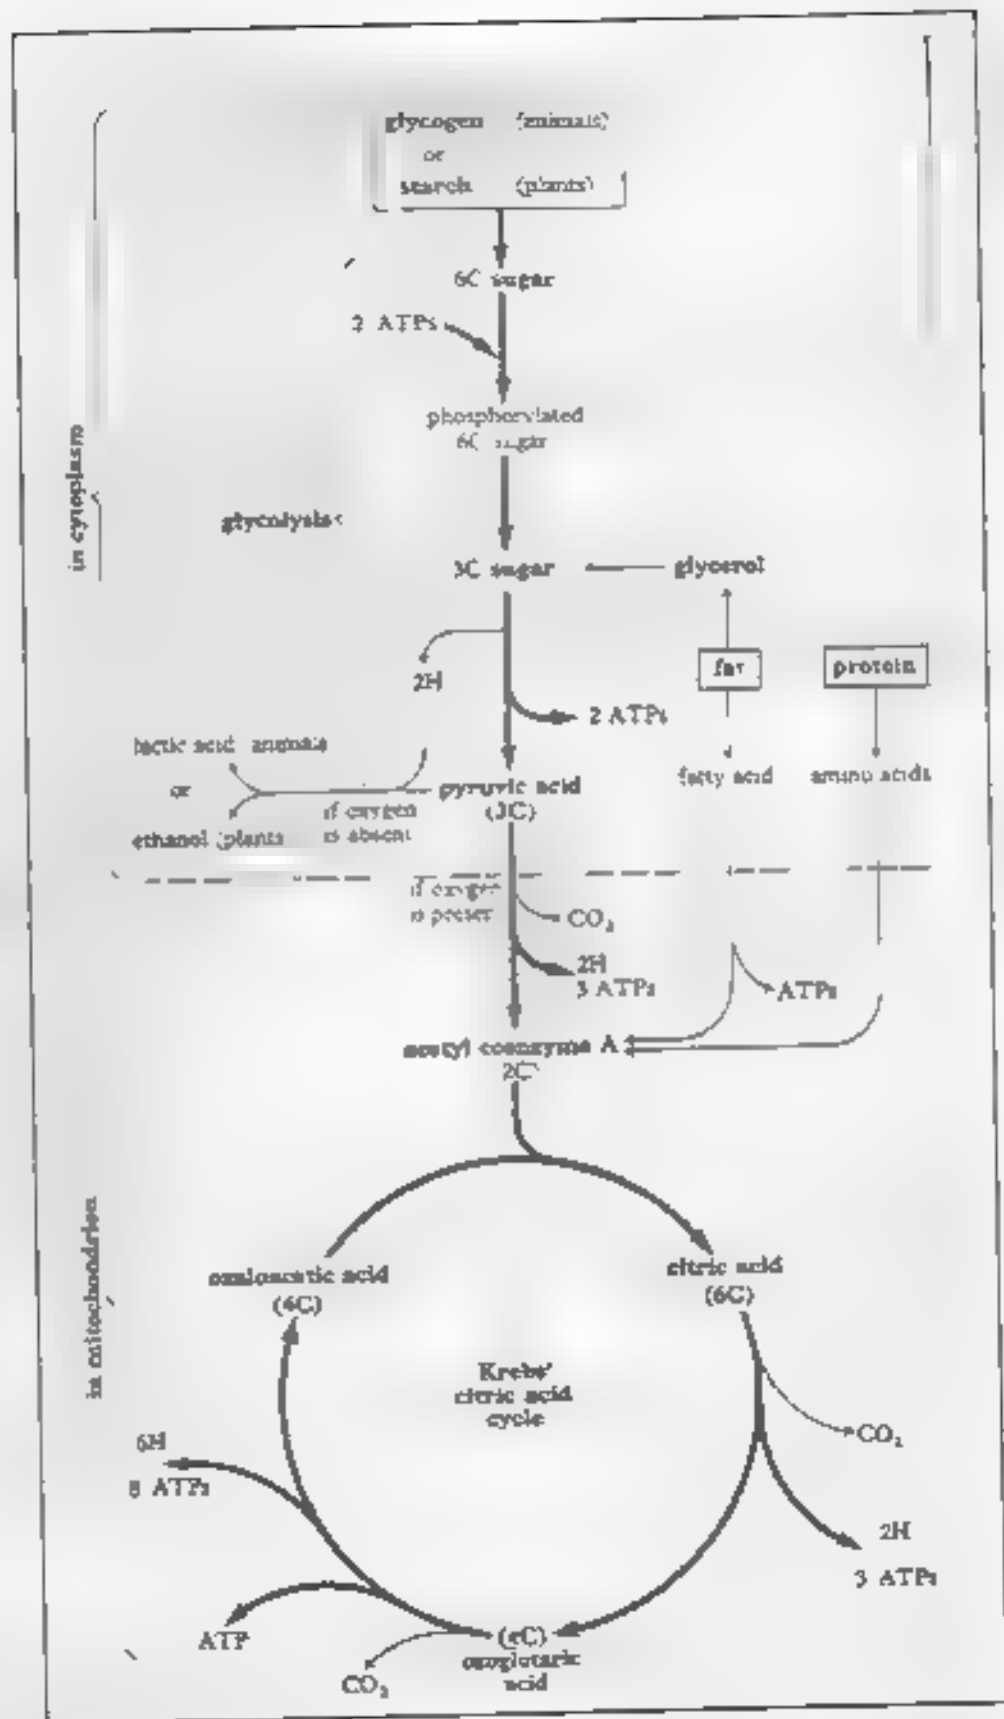 glycogen (animals)
or
starch (plants)
6C sugar
2 ATPs
phosphorylated
6C sugar
in cytoplasm
glycolysis
3C sugar
glycerol
2H
fat
protein
2 ATPs
lactic acid animals
or
ethanol (plants
if oxygen
is absent
pyruvic acid
(3C)
fatty acid
amino acids
if oxygen
is
CO₂
2H
3 ATPs
ATPs
acetyl coenzyme A
2C
in mitochondrion
oxaloacetic acid
(4C)
citric acid
(6C)
Krebs'
citric acid
cycle
CO₂
6H
8 ATPs
2H
3 ATPs
ATP
CO₂
acid